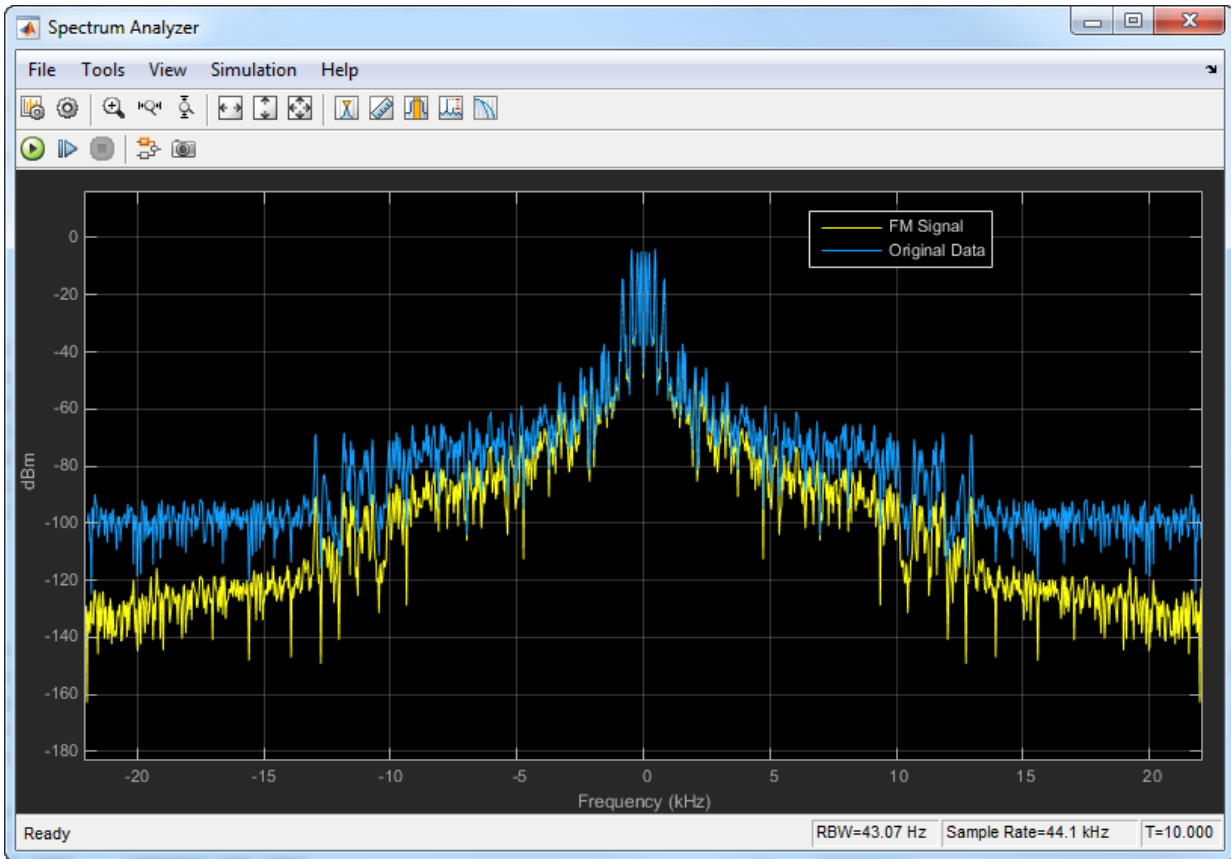 Spectrum Analyzer
File Tools View Simulation Help
FM Signal
Original Data
0
-20
-40
-60
-80
-100
-120
-140
-160
-180
dBm
-20 -15 -10 -5 0 5 10 15 20
Frequency (kHz)
Ready RBW=43.07 Hz Sample Rate=44.1 kHz T=10.000